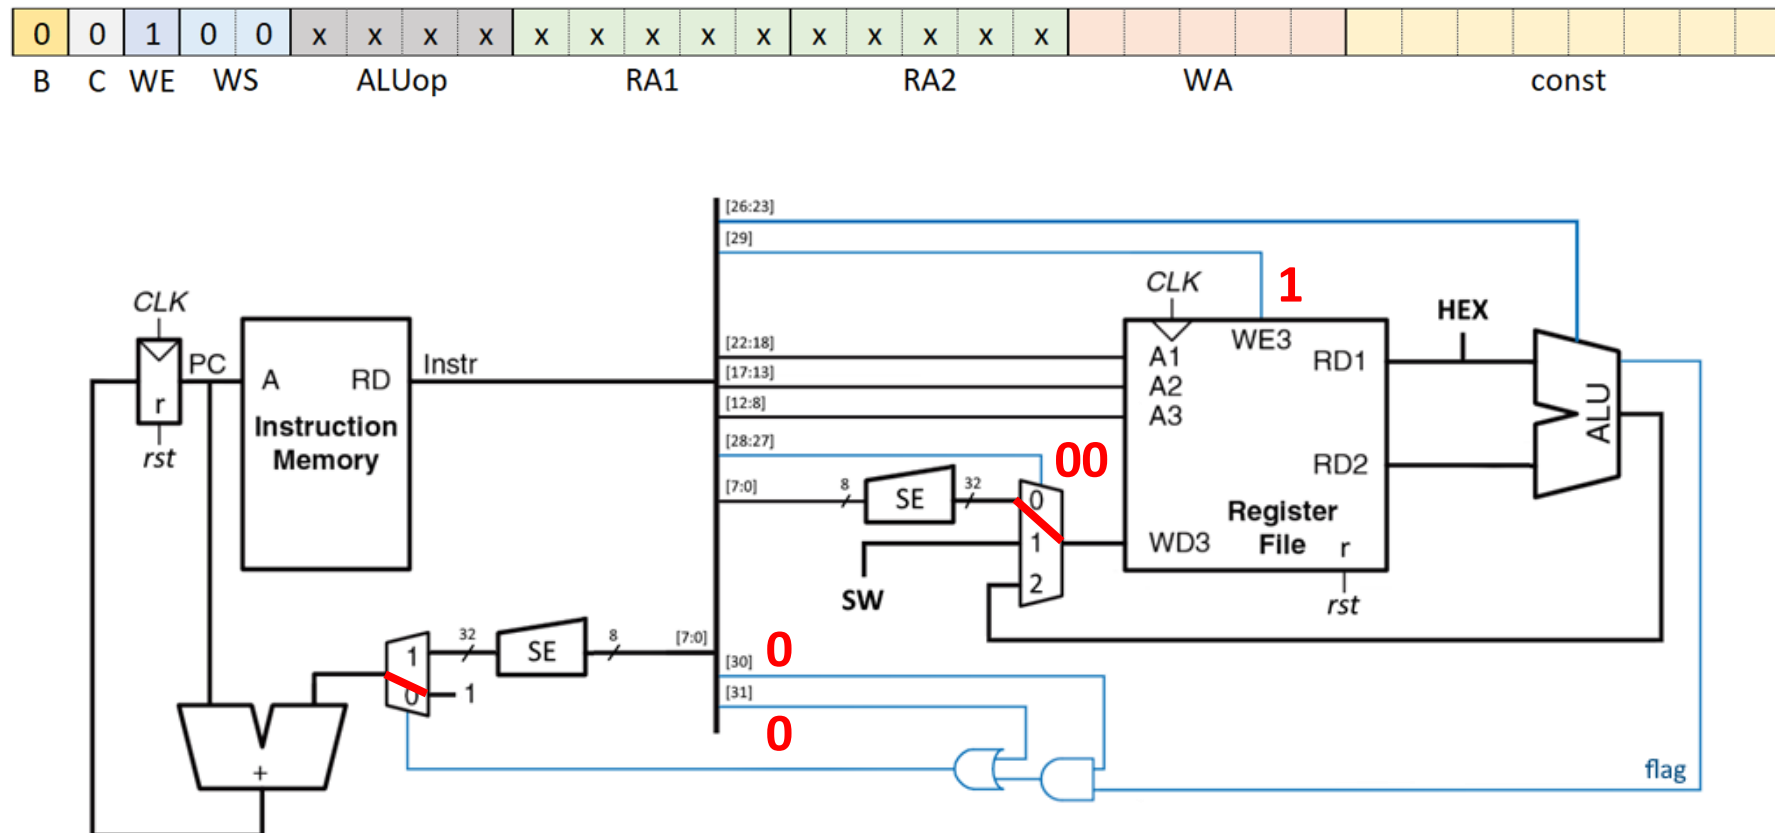 0 0 1 0 0 x x x x x x x x x x x x x x
B C WE WS ALUop RA1 RA2 WA const
[26:23]
[29]
1
CLK
CLK
HEX
WE3
[22:18]
PC
Instr
A1
RD1
A
RD
[17:13]
A2
r
[12:8]
A3
ALU
Instruction
Memory
rst
[28:27]
00
RD2
[7:0]
8
SE
32
0
Register
File
r
1
WD3
2
SW
rst
1
32
SE
8
[7:0]
0
[30]
0
1
[31]
0
+
flag